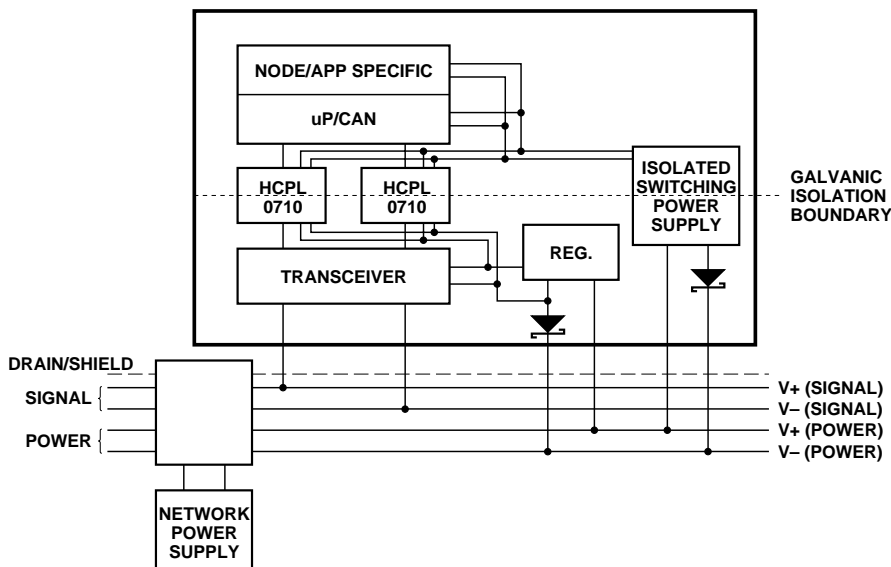 NODE/APP SPECIFIC
uP/CAN
HCPL
0710
HCPL
0710
ISOLATED
SWITCHING
POWER
SUPPLY
GALVANIC
ISOLATION
BOUNDARY
TRANSCEIVER
REG.
DRAIN/SHIELD
SIGNAL
POWER
V+ (SIGNAL)
V– (SIGNAL)
V+ (POWER)
V– (POWER)
NETWORK
POWER
SUPPLY